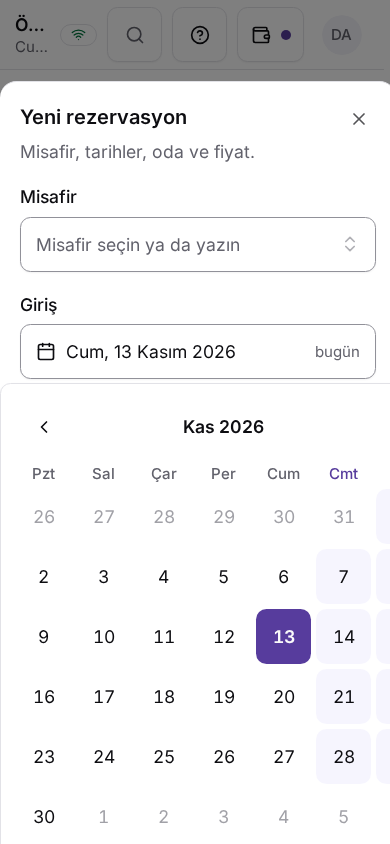 Ö...
Cu...
DA
Yeni rezervasyon
Misafir, tarihler, oda ve fiyat.
Misafir
Misafir seçin ya da yazın
Giriş
Cum, 13 Kasım 2026 bugün
Kas 2026
Pzt Sal Çar Per Cum Cmt
26 27 28 29 30 31
2 3 4 5 6 7
9 10 11 12 13 14
16 17 18 19 20 21
23 24 25 26 27 28
30 1 2 3 4 5